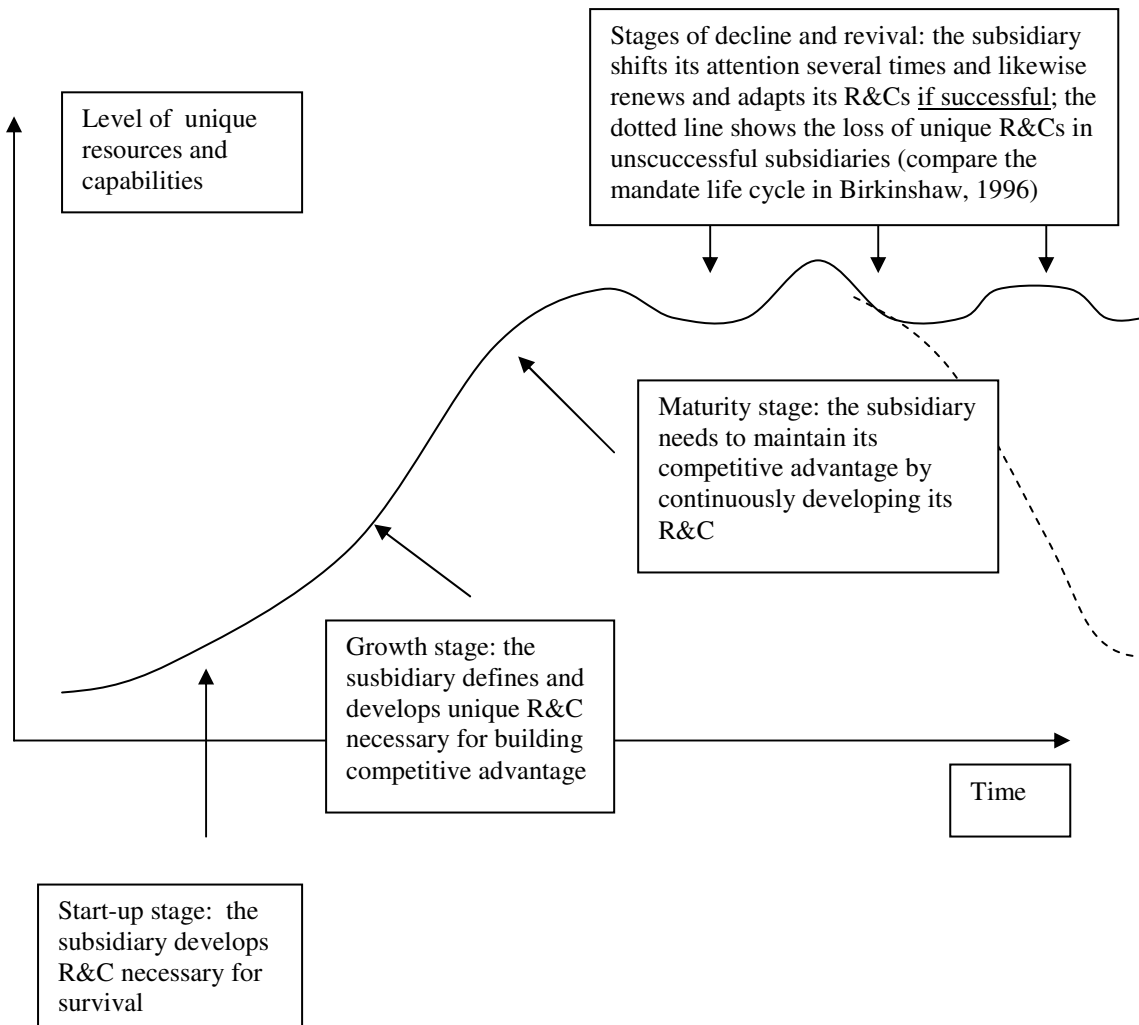 Stages of decline and revival: the subsidiary
shifts its attention several times and likewise
renews and adapts its R&Cs if successful; the
dotted line shows the loss of unique R&Cs in
unscuccessful subsidiaries (compare the
mandate life cycle in Birkinshaw, 1996)
Level of unique
resources and
capabilities
Maturity stage: the subsidiary
needs to maintain its
competitive advantage by
continuously developing its
R&C
Growth stage: the
susbidiary defines and
develops unique R&C
necessary for building
competitive advantage
Time
Start-up stage: the
subsidiary develops
R&C necessary for
survival